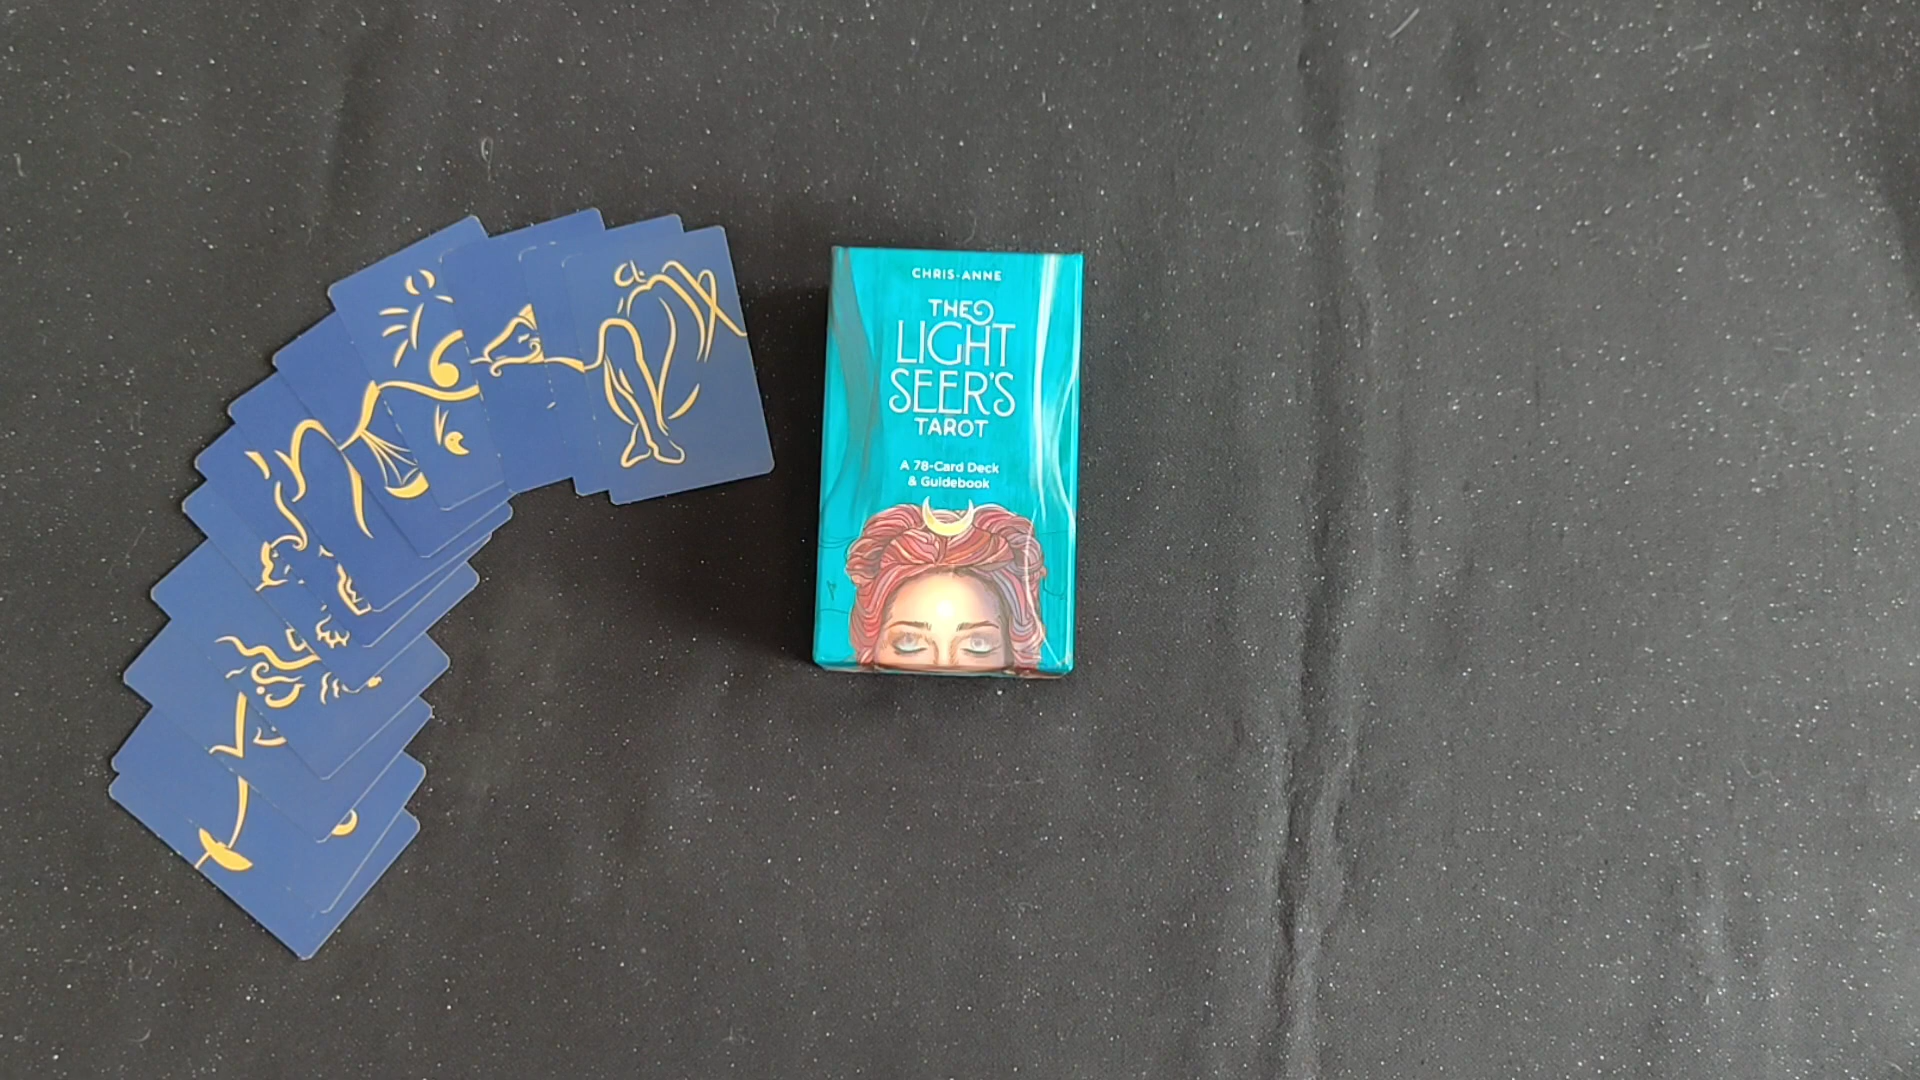 CHRIS-ANNE
THE
LIGHT
SEER'S
TAROT
A 78-Card Deck
& Guidebook